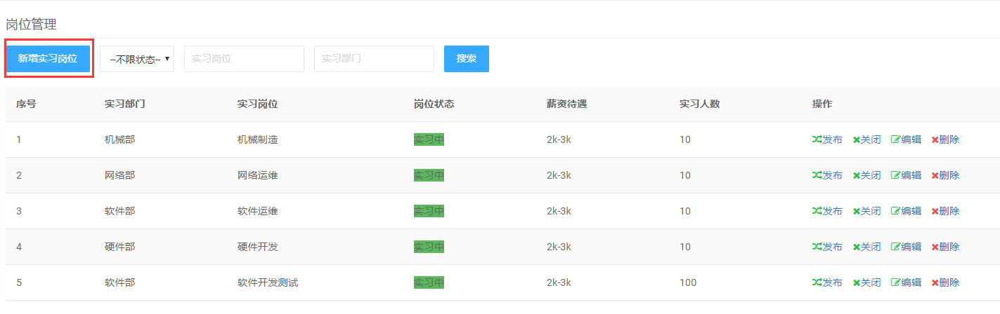 岗位管理
新增实习岗位 --不限状态-- 实习岗位 实习部门 搜索
序号 实习部门 实习岗位 岗位状态 薪资待遇 实习人数 操作
1 机械部 机械制造 实习中 2k-3k 10 发布 关闭 编辑 删除
2 网络部 网络运维 实习中 2k-3k 10 发布 关闭 编辑 删除
3 软件部 软件运维 实习中 2k-3k 10 发布 关闭 编辑 删除
4 硬件部 硬件开发 实习中 2k-3k 10 发布 关闭 编辑 删除
5 软件部 软件开发测试 实习中 2k-3k 100 发布 关闭 编辑 删除